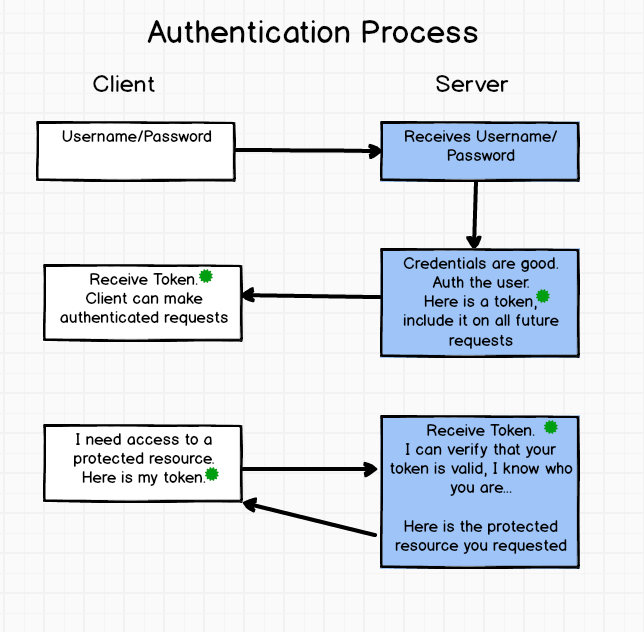 Authentication Process
Client
Server
Username/Password
Receives Username/
Password
Credentials are good.
Auth the user.
Here is a token,
include it on all future
requests
Receive Token.
Client can make
authenticated requests
I need access to a
protected resource.
Here is my token.
Receive Token.
I can verify that your
token is valid, I know who
you are...
Here is the protected
resource you requested